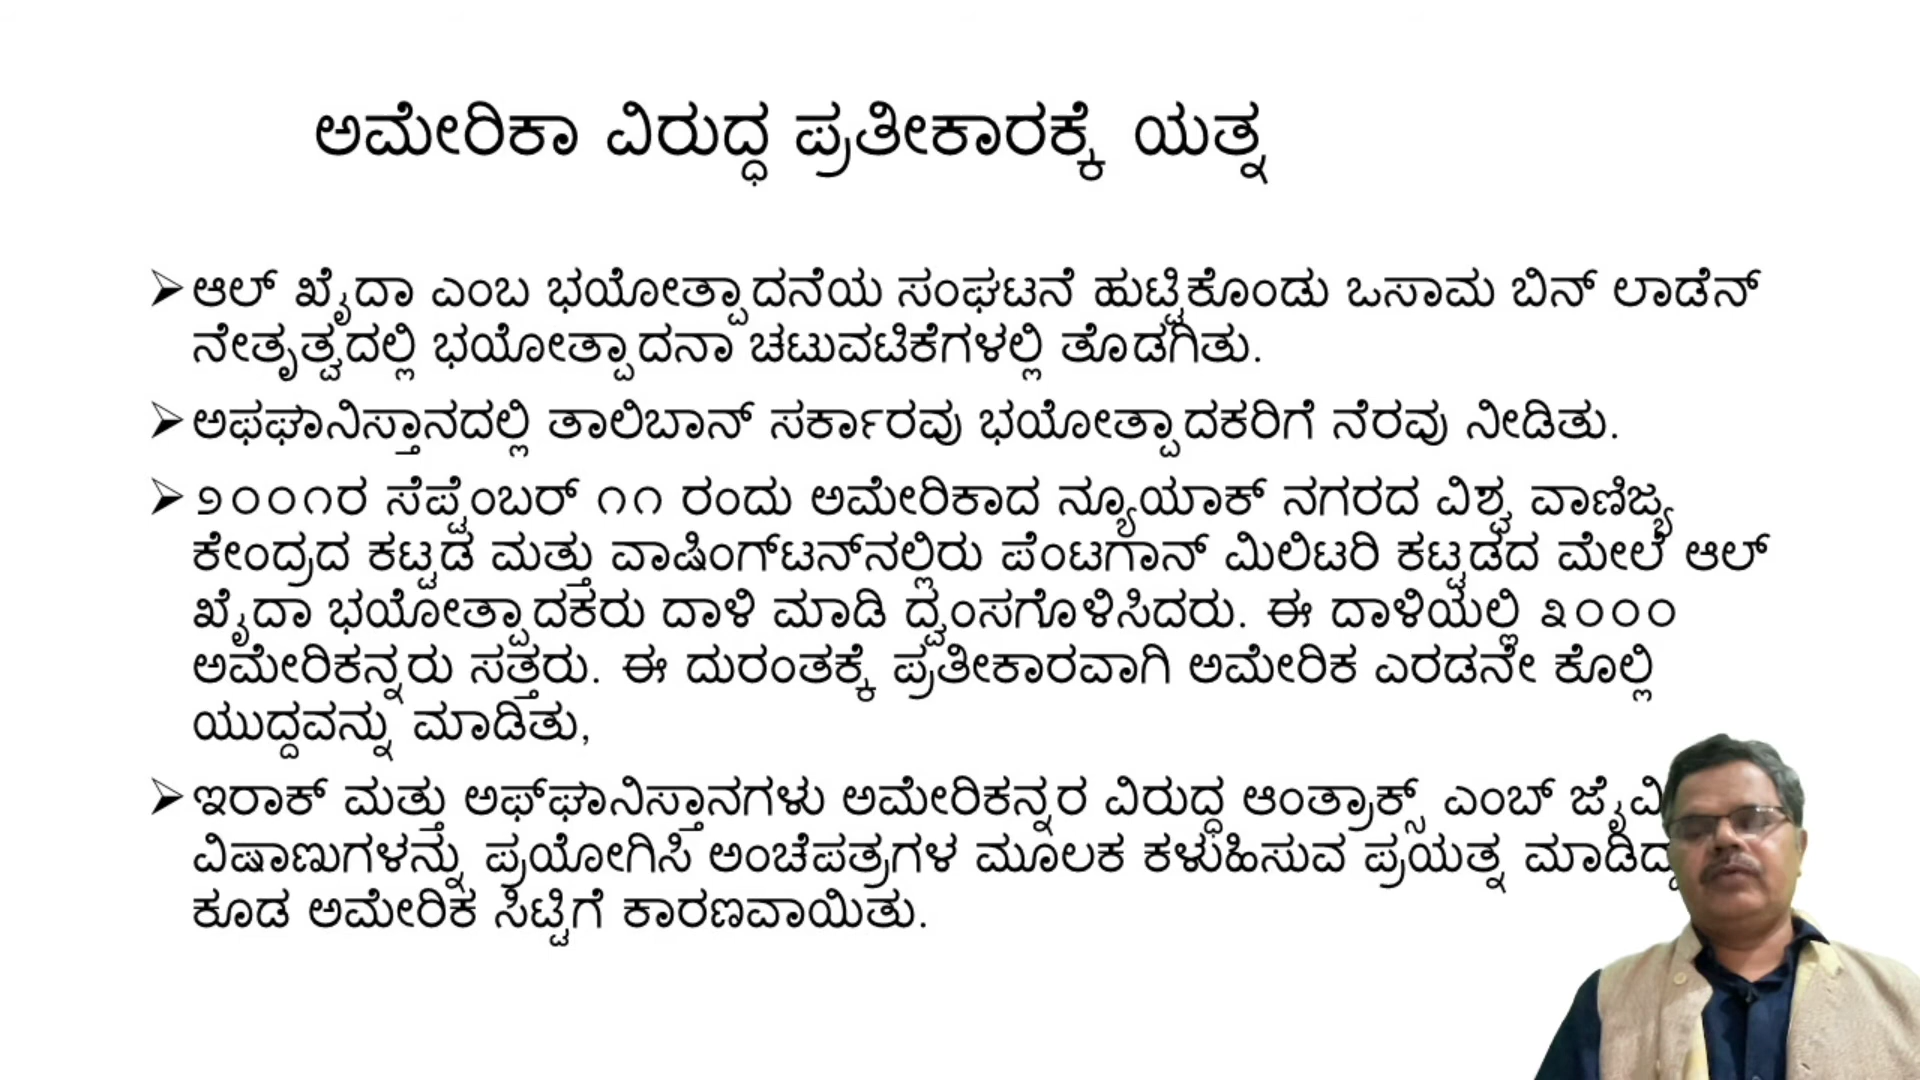 ಅಮೇರಿಕಾ ವಿರುದ್ಧ ಪ್ರತೀಕಾರಕ್ಕೆ ಯತ್ನ
ಆಲ್ ಖೈದಾ ಎಂಬ ಭಯೋತ್ಪಾದನೆಯ ಸಂಘಟನೆ ಹುಟ್ಟಿಕೊಂಡು ಒಸಾಮ ಬಿನ್ ಲಾಡೆನ್
ನೇತೃತ್ವದಲ್ಲಿ ಭಯೋತ್ಪಾದನಾ ಚಟುವಟಿಕೆಗಳಲ್ಲಿ ತೊಡಗಿತು.
ಅಫಘಾನಿಸ್ತಾನದಲ್ಲಿ ತಾಲಿಬಾನ್ ಸರ್ಕಾರವು ಭಯೋತ್ಪಾದಕರಿಗೆ ನೆರವು ನೀಡಿತು.
೨೦೦೧ರ ಸೆಪ್ಟೆಂಬರ್ ೧೧ ರಂದು ಅಮೇರಿಕಾದ ನ್ಯೂಯಾಕ್ ನಗರದ ವಿಶ್ವ ವಾಣಿಜ್ಯ
ಕೇಂದ್ರದ ಕಟ್ಟಡ ಮತ್ತು ವಾಷಿಂಗ್‌ಟನ್‌ನಲ್ಲಿರು ಪೆಂಟಗಾನ್ ಮಿಲಿಟರಿ ಕಟ್ಟಡದ ಮೇಲೆ ಆಲ್
ಖೈದಾ ಭಯೋತ್ಪಾದಕರು ದಾಳಿ ಮಾಡಿ ದ್ವಂಸಗೊಳಿಸಿದರು. ಈ ದಾಳಿಯಲ್ಲಿ ೩೦೦೦
ಅಮೇರಿಕನ್ನರು ಸತ್ತರು. ಈ ದುರಂತಕ್ಕೆ ಪ್ರತೀಕಾರವಾಗಿ ಅಮೇರಿಕ ಎರಡನೇ ಕೊಲ್ಲಿ
ಯುದ್ದವನ್ನು ಮಾಡಿತು,
ಇರಾಕ್ ಮತ್ತು ಅಫ್‌ಘಾನಿಸ್ತಾನಗಳು ಅಮೇರಿಕನ್ನರ ವಿರುದ್ಧ ಆಂತ್ರಾಕ್ಸ್ ಎಂಬ್
ವಿಷಾಣುಗಳನ್ನು ಪ್ರಯೋಗಿಸಿ ಅಂಚೆಪತ್ರಗಳ ಮೂಲಕ ಕಳುಹಿಸುವ ಪ್ರಯತ್ನ
ಕೂಡ ಅಮೇರಿಕ ಸಿಟ್ಟಿಗೆ ಕಾರಣವಾಯಿತು.